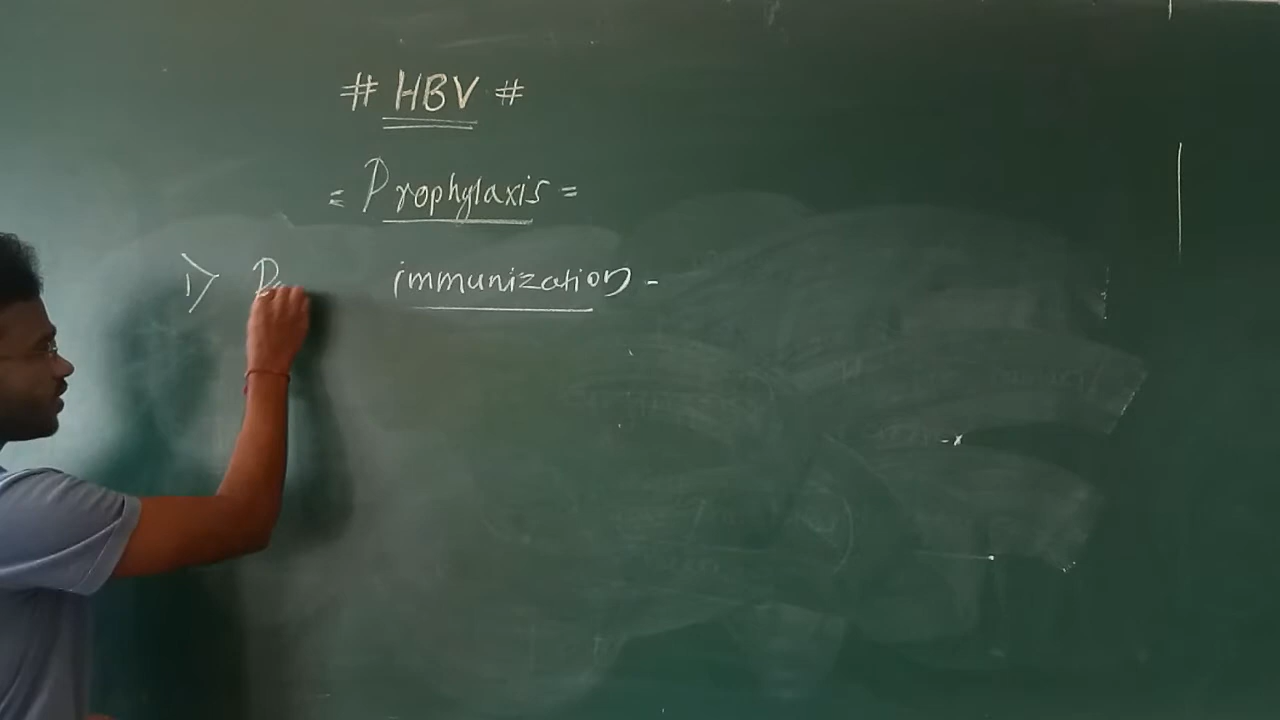 # HBV #
= Prophylaxis =
1> immunization -